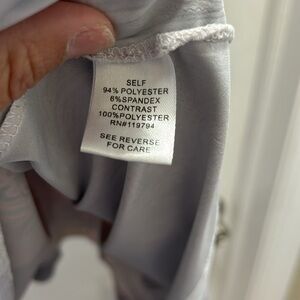 SELF
94% POLYESTER
6%SPANDEX
CONTRAST
100%POLYESTER
RN#119794
SEE REVERSE
FOR CARE